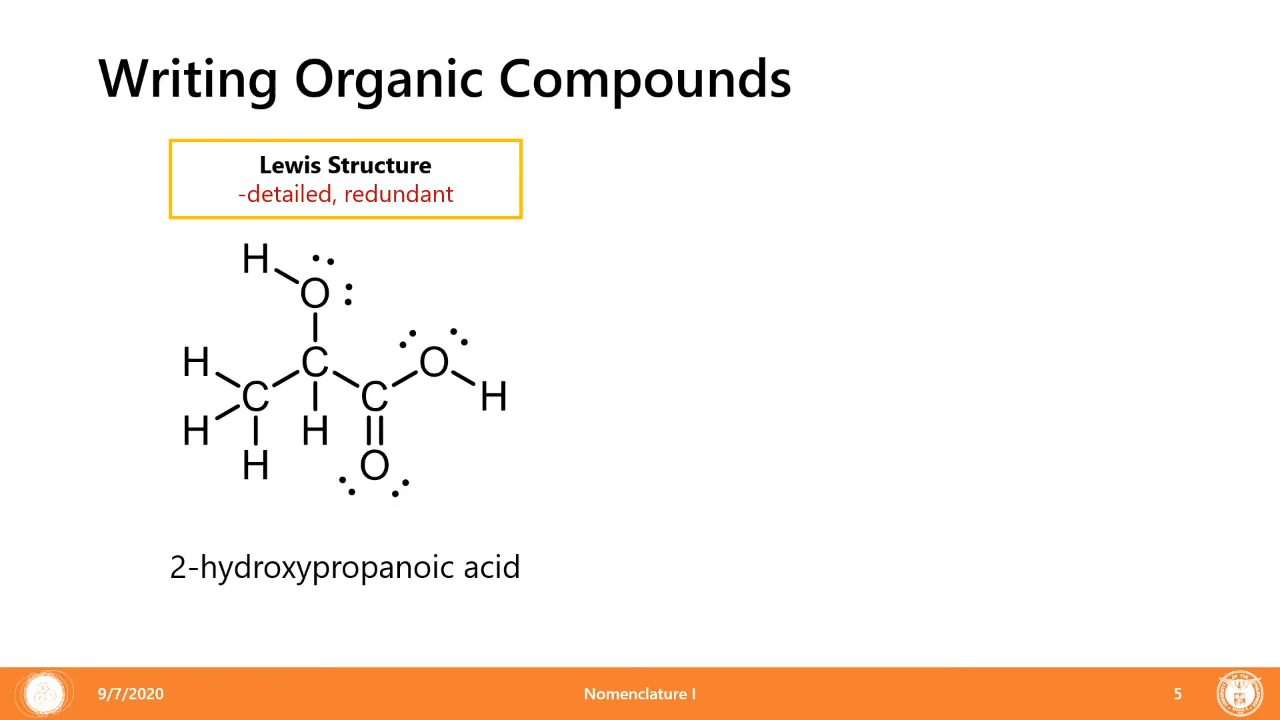 Writing Organic Compounds
Lewis Structure
-detailed, redundant
H
O
H C O
C C H
H H
H O
2-hydroxypropanoic acid
9/7/2020 Nomenclature I 5